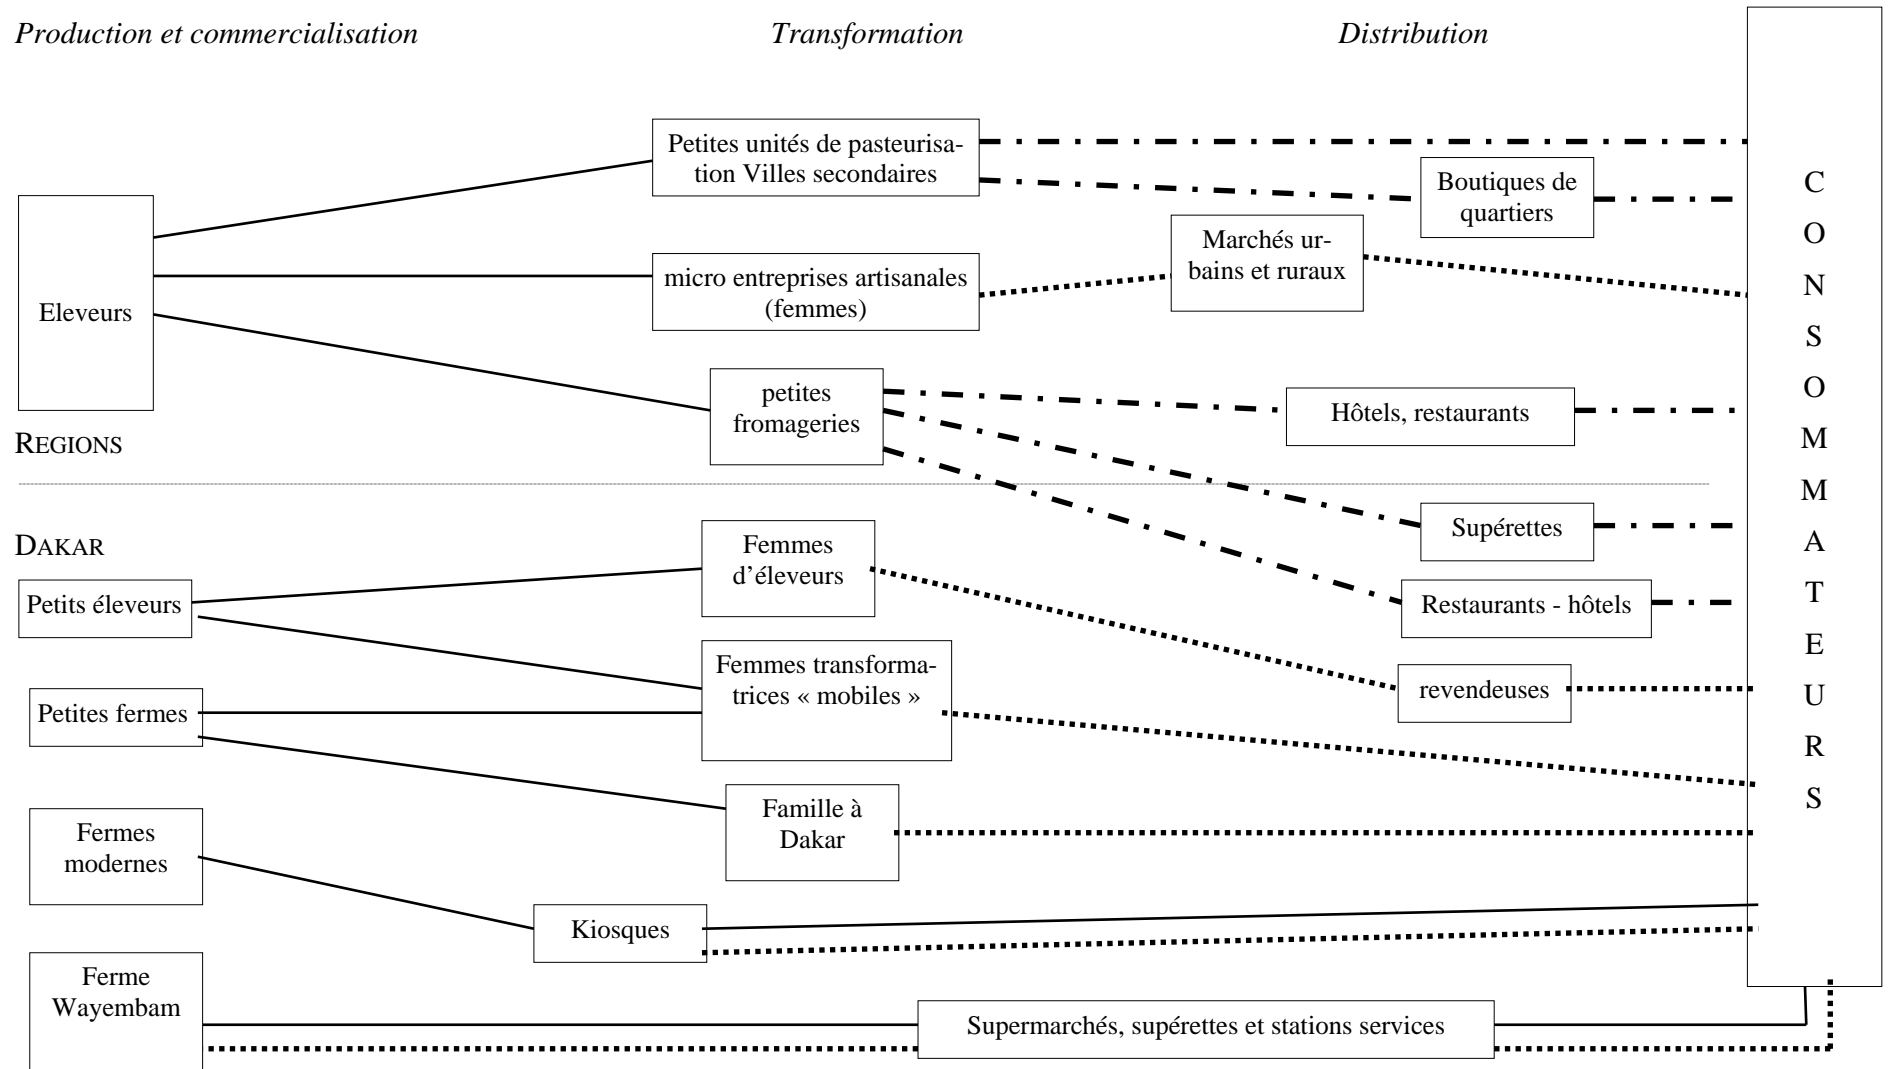 Production et commercialisation
Transformation
Distribution
Petites unités de pasteurisa-
tion Villes secondaires
Boutiques de
quartiers
Marchés ur-
bains et ruraux
micro entreprises artisanales
(femmes)
Eleveurs
petites
fromageries
Hôtels, restaurants
REGIONS
Supérettes
DAKAR
Femmes
d’éleveurs
Petits éleveurs
Restaurants - hôtels
Femmes transforma-
trices « mobiles »
revendeuses
Petites fermes
Famille à
Dakar
Fermes
modernes
Kiosques
Ferme
Wayembam
Supermarchés, supérettes et stations services
C
O
N
S
O
M
M
A
T
E
U
R
S